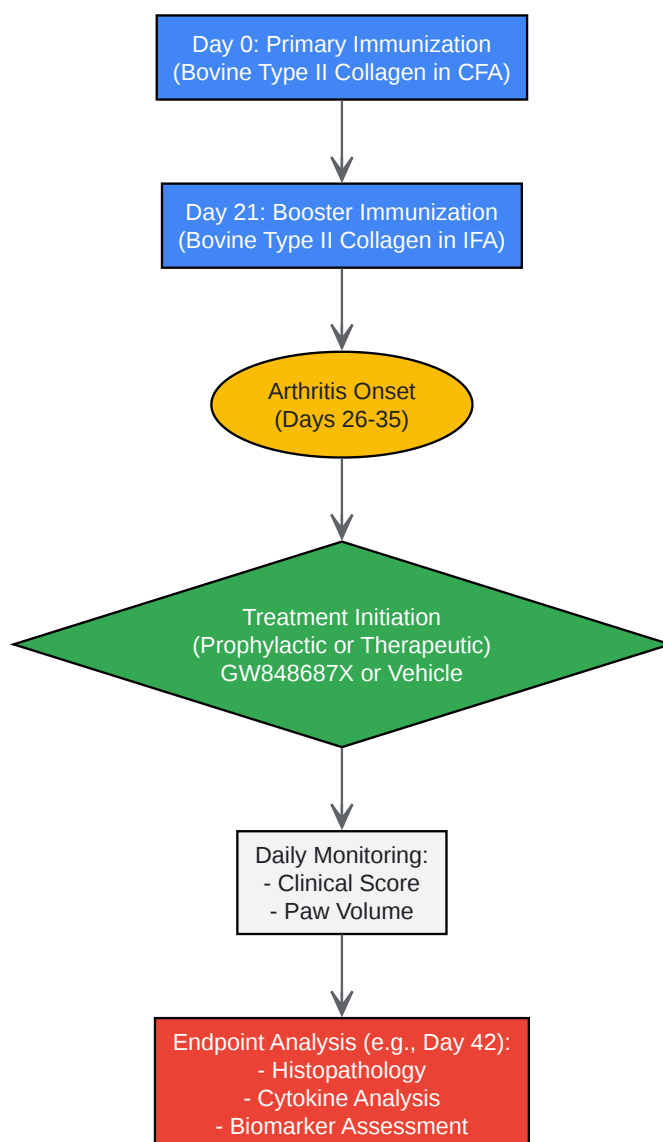 Day 0: Primary Immunization
(Bovine Type II Collagen in CFA)
Day 21: Booster Immunization
(Bovine Type II Collagen in IFA)
Arthritis Onset
(Days 26-35)
Treatment Initiation
(Prophylactic or Therapeutic)
GW848687X or Vehicle
Daily Monitoring:
- Clinical Score
- Paw Volume
Endpoint Analysis (e.g., Day 42):
- Histopathology
- Cytokine Analysis
- Biomarker Assessment